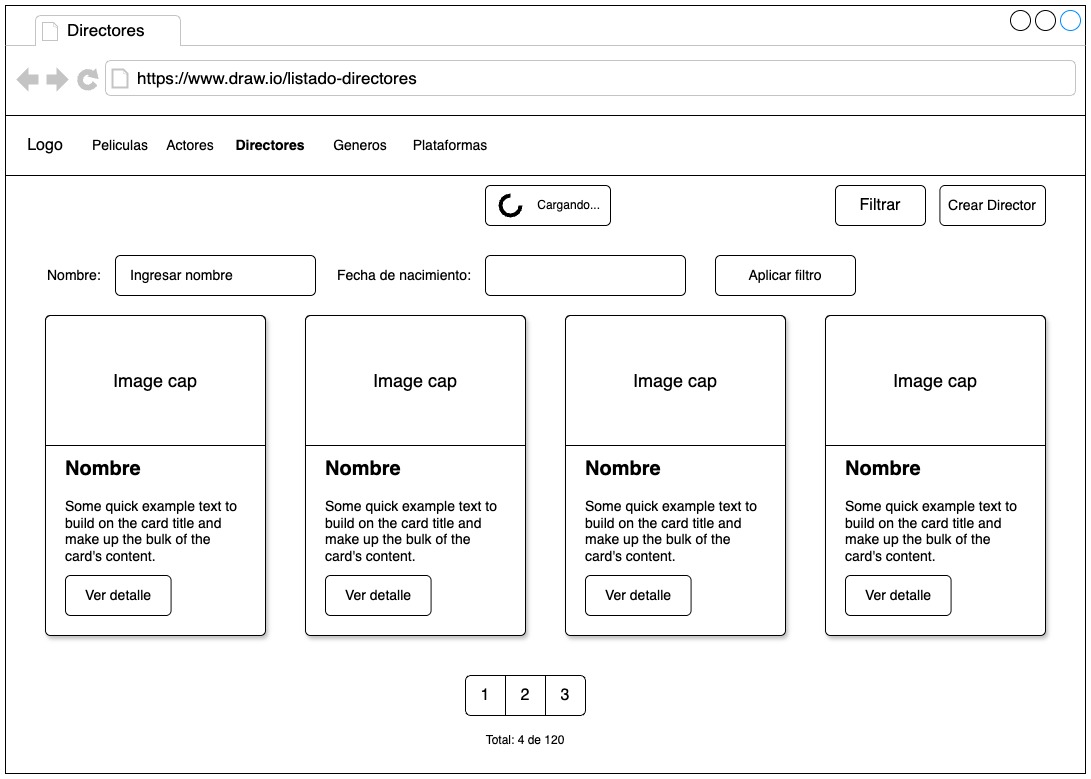 Directores
https://www.draw.io/listado-directores
Logo Peliculas Actores Directores Generos Plataformas
Cargando... Filtrar Crear Director
Nombre: Ingresar nombre Fecha de nacimiento: Aplicar filtro
Image cap Image cap Image cap Image cap
Nombre
Some quick example text to
build on the card title and
make up the bulk of the
card's content.
Ver detalle
Nombre
Some quick example text to
build on the card title and
make up the bulk of the
card's content.
Ver detalle
Nombre
Some quick example text to
build on the card title and
make up the bulk of the
card's content.
Ver detalle
Nombre
Some quick example text to
build on the card title and
make up the bulk of the
card's content.
Ver detalle
1 2 3
Total: 4 de 120